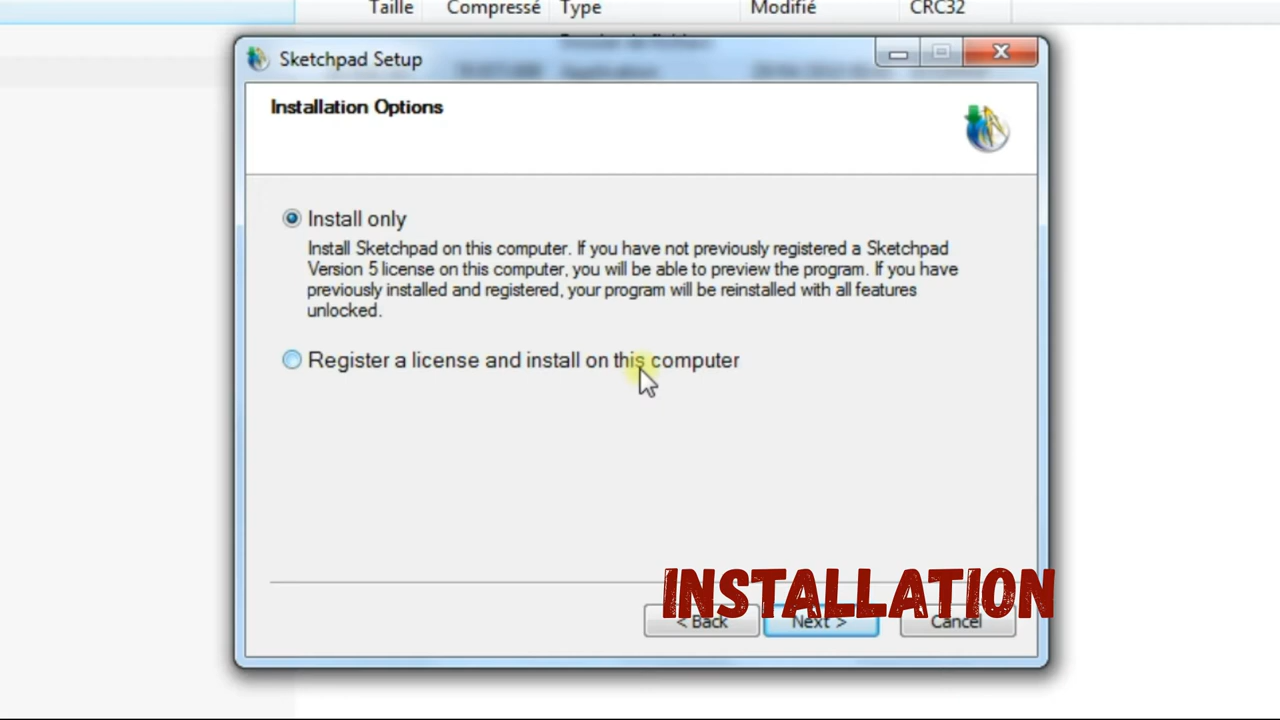 Taille Compressé Type Modifié CRC32
Sketchpad Setup
Installation Options
Install only
Install Sketchpad on this computer. If you have not previously registered a Sketchpad
Version 5 license on this computer, you will be able to preview the program. If you have
previously installed and registered, your program will be reinstalled with all features
unlocked.
Register a license and install on this computer
INSTALLATION
< Back Next > Cancel